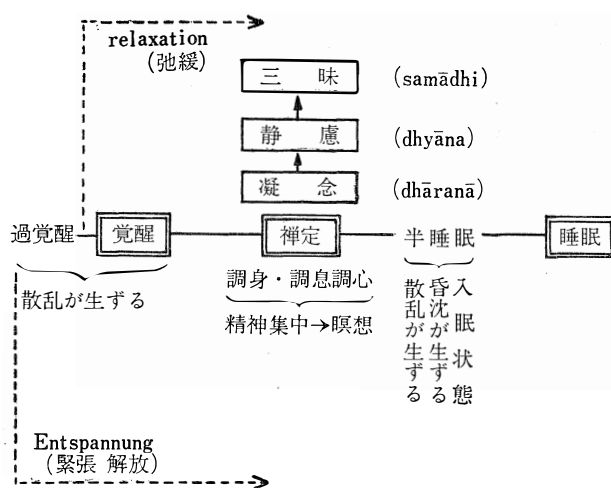 relaxation
(弛緩)
三昧
(samādhi)
静慮
(dhyāna)
凝念
(dhāranā)
過覚醒
覚醒
禅定
半睡眠
睡眠
散乱が生ずる
調身・調息調心
精神集中→瞑想
入眠状態
昏沈が生ずる
散乱が生ずる
Entspannung
(緊張 解放)